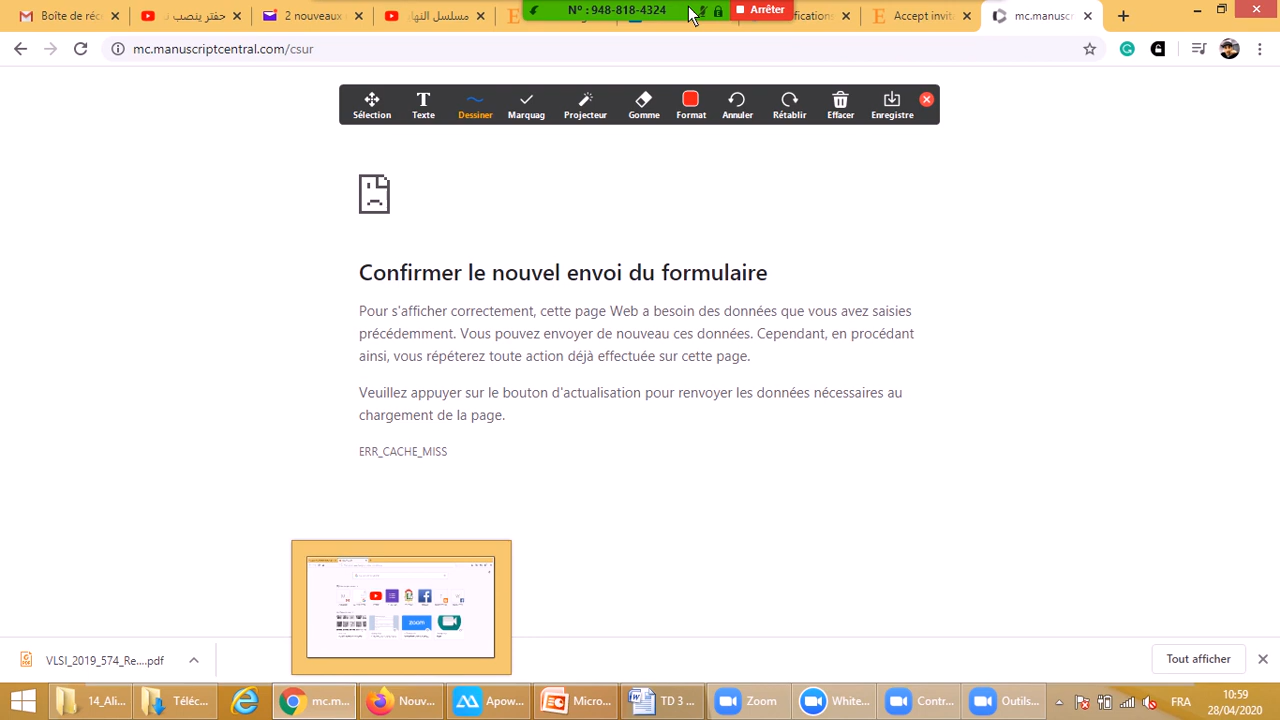 Boîte de réc
حفتر ينصب ن
2 nouveaux
مسلسل النها
N° : 948-818-4324
Arrêter
ifications
Accept invit
mc.manuscr
mc.manuscriptcentral.com/csur
Sélection
Texte
Dessiner
Marquag
Projecteur
Gomme
Format
Annuler
Rétablir
Effacer
Enregistre
Confirmer le nouvel envoi du formulaire
Pour s'afficher correctement, cette page Web a besoin des données que vous avez saisies
précédemment. Vous pouvez envoyer de nouveau ces données. Cependant, en procédant
ainsi, vous répéterez toute action déjà effectuée sur cette page.
Veuillez appuyer sur le bouton d'actualisation pour renvoyer les données nécessaires au
chargement de la page.
ERR_CACHE_MISS
zoom
VLSI_2019_574_Re....pdf
Tout afficher
14_Ali...
Téléc...
mc.m...
Nouv...
Apow...
Micro...
TD 3 ...
Zoom
White...
Contr...
Outils...
FR
10:59
28/04/2020